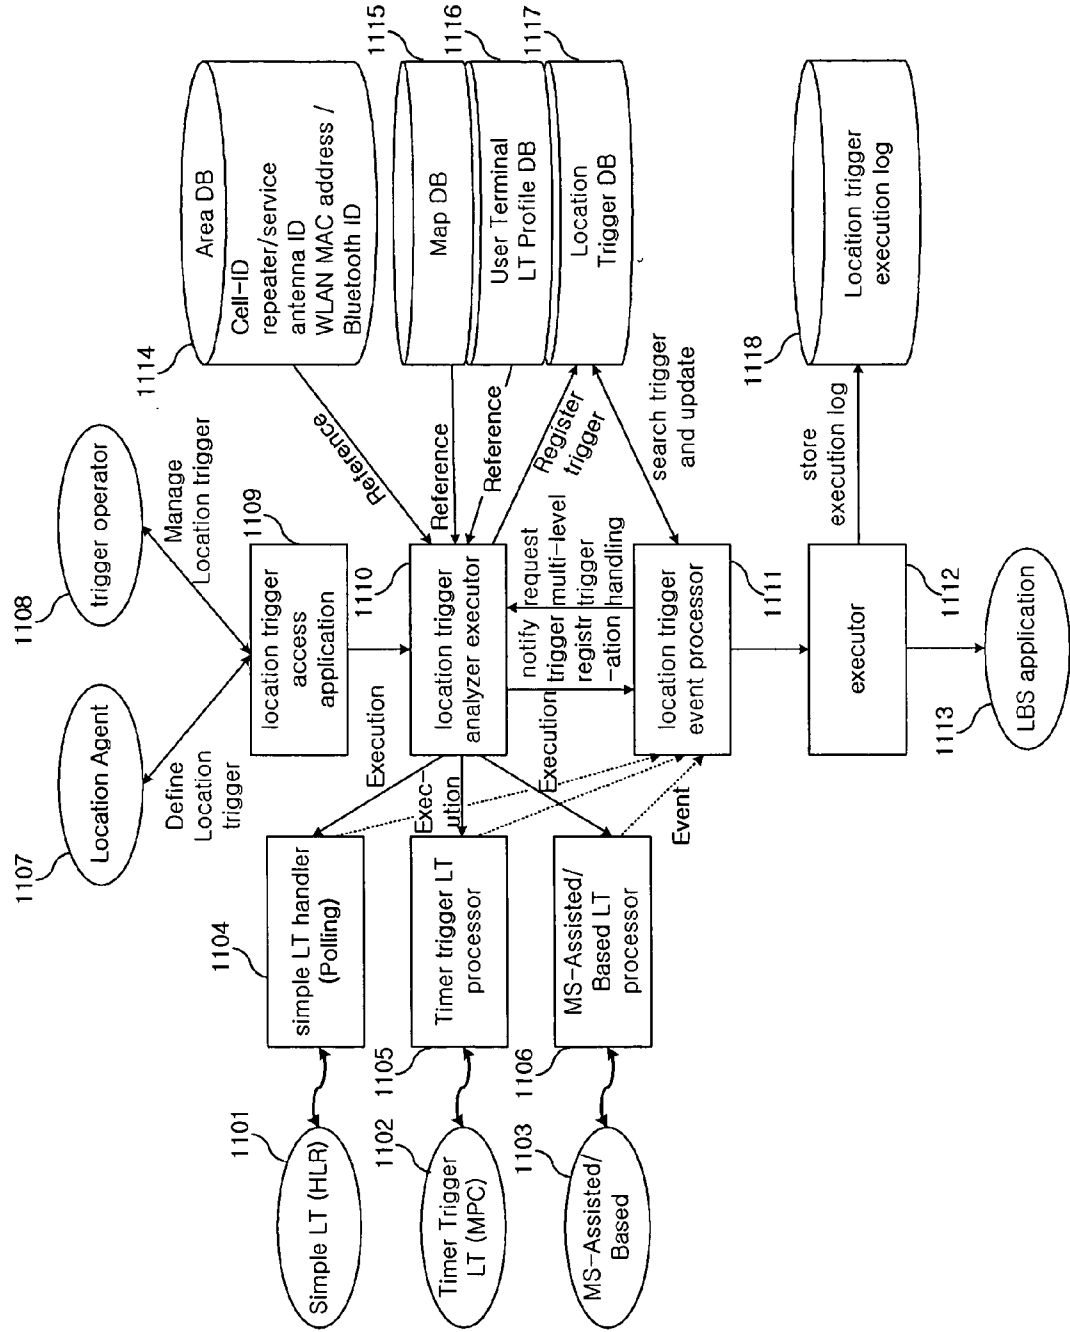 1107
Location Agent
1108
trigger operator
Define
Location
trigger
Manage
Location trigger
1109
location trigger
access
application
1114
Area DB
Cell-ID
repeater/service
antenna ID
WLAN MAC address /
Bluetooth ID
Reference
1101
Simple LT (HLR)
1104
simple LT handler
(Polling)
Execution
1110
location trigger
analyzer executor
1115
Map DB
Reference
1116
User Terminal
LT Profile DB
Reference
1117
Location
Trigger DB
Register
trigger
1102
Timer Trigger
LT (MPC)
1105
Timer trigger LT
processor
Exec-
ution
Execution
notify
trigger
registr
-ation
request
multi-level
trigger
handling
search trigger
and update
1103
MS-Assisted/
Based
1106
MS-Assisted/
Based LT
processor
Event
location trigger
event processor
1111
executor
1112
store
execution log
1118
Location trigger
execution log
1113
LBS application